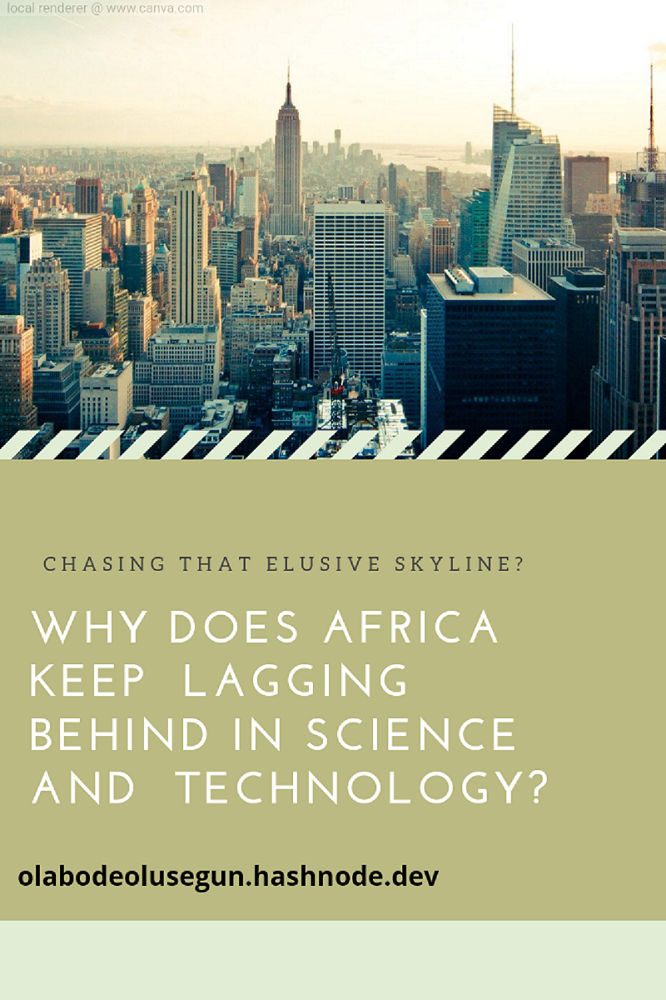 local renderer @ www.canva.com
CHASING THAT ELUSIVE SKYLINE?
WHY DOES AFRICA
KEEP LAGGING
BEHIND IN SCIENCE
AND TECHNOLOGY?
olabodeolusegun.hashnode.dev